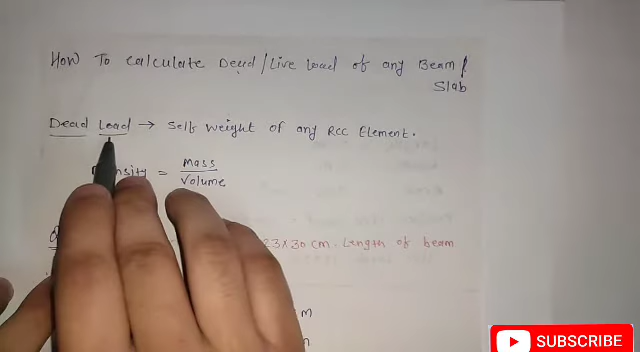 How To Calculate Dead/Live Load of any Beam/
Slab
Dead Load → Self weight of any RCC Element.
Density = Mass
Volume
23x30 cm. Length of beam
m
SUBSCRIBE